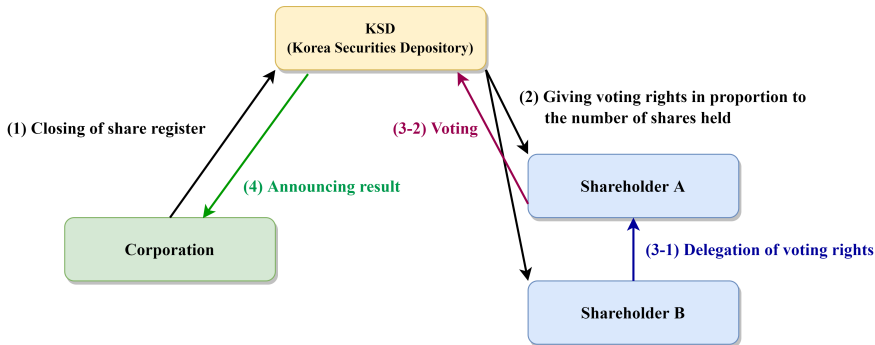 KSD
(Korea Securities Depository)
(1) Closing of share register
(2) Giving voting rights in proportion to
the number of shares held
(3-2) Voting
(4) Announcing result
Shareholder A
Corporation
(3-1) Delegation of voting rights
Shareholder B